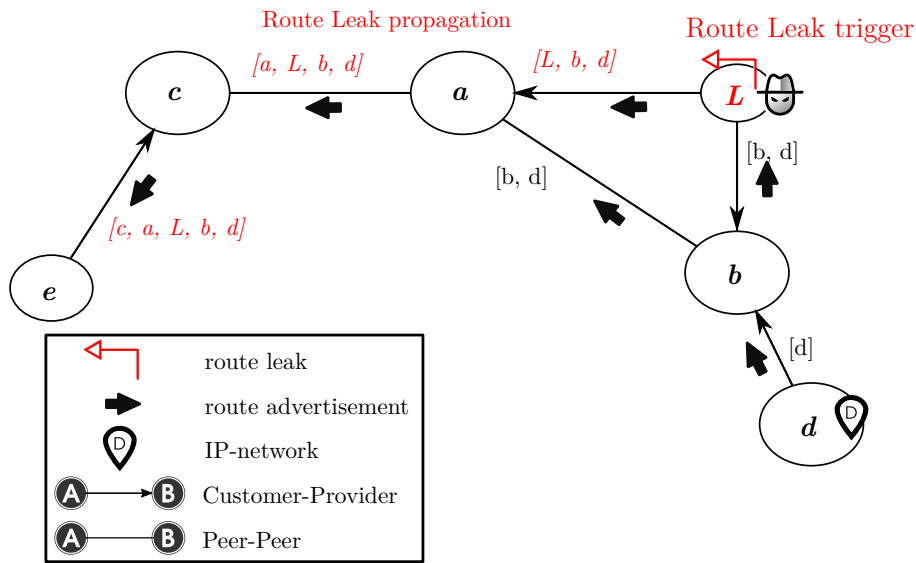 Route Leak propagation
Route Leak trigger
[a, L, b, d]
[L, b, d]
c
a
L
[b, d]
[b, d]
[c, a, L, b, d]
e
b
[d]
d
D
route leak
route advertisement
D
IP-network
A
B
Customer-Provider
A
B
Peer-Peer